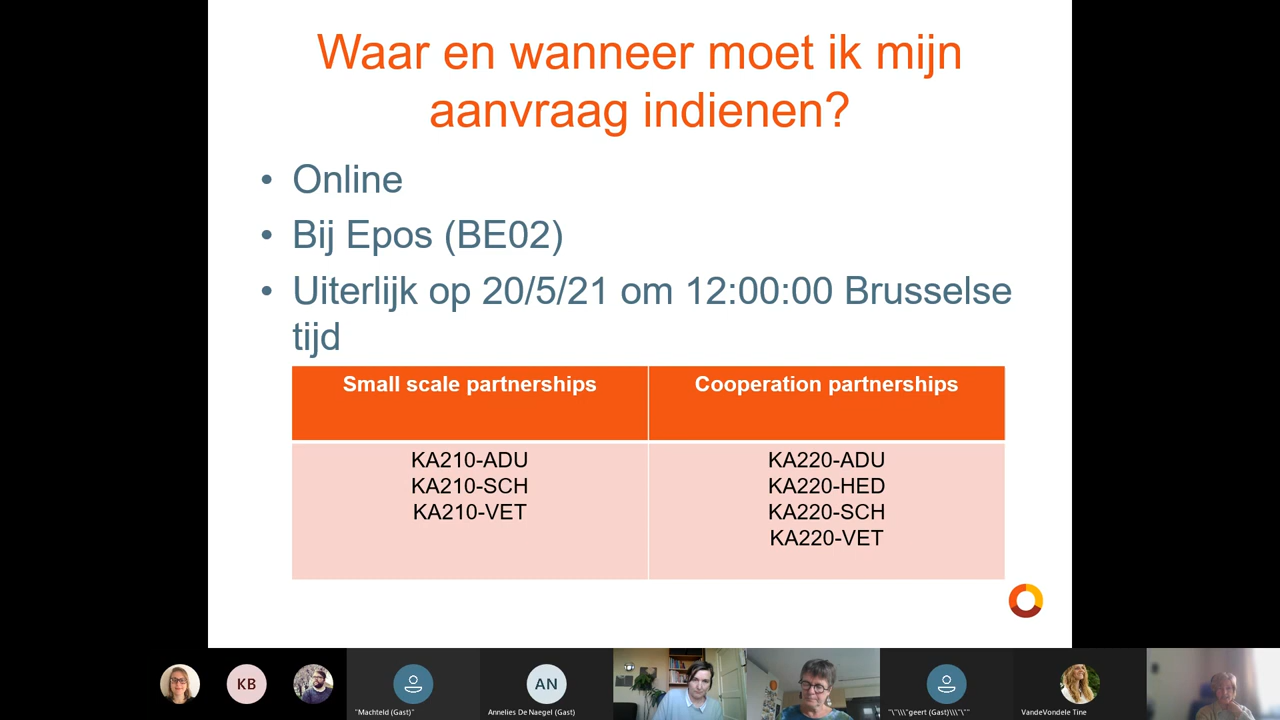 Waar en wanneer moet ik mijn
aanvraag indienen?
• Online
• Bij Epos (BE02)
• Uiterlijk op 20/5/21 om 12:00:00 Brusselse
tijd
Small scale partnerships
Cooperation partnerships
KA210-ADU
KA210-SCH
KA210-VET
KA220-ADU
KA220-HED
KA220-SCH
KA220-VET
KB
AN
"Machteld (Gast)"
Annelies De Naegel (Gast)
"\"\\\"geert (Gast)\\\"\""
VandeVondele Tine